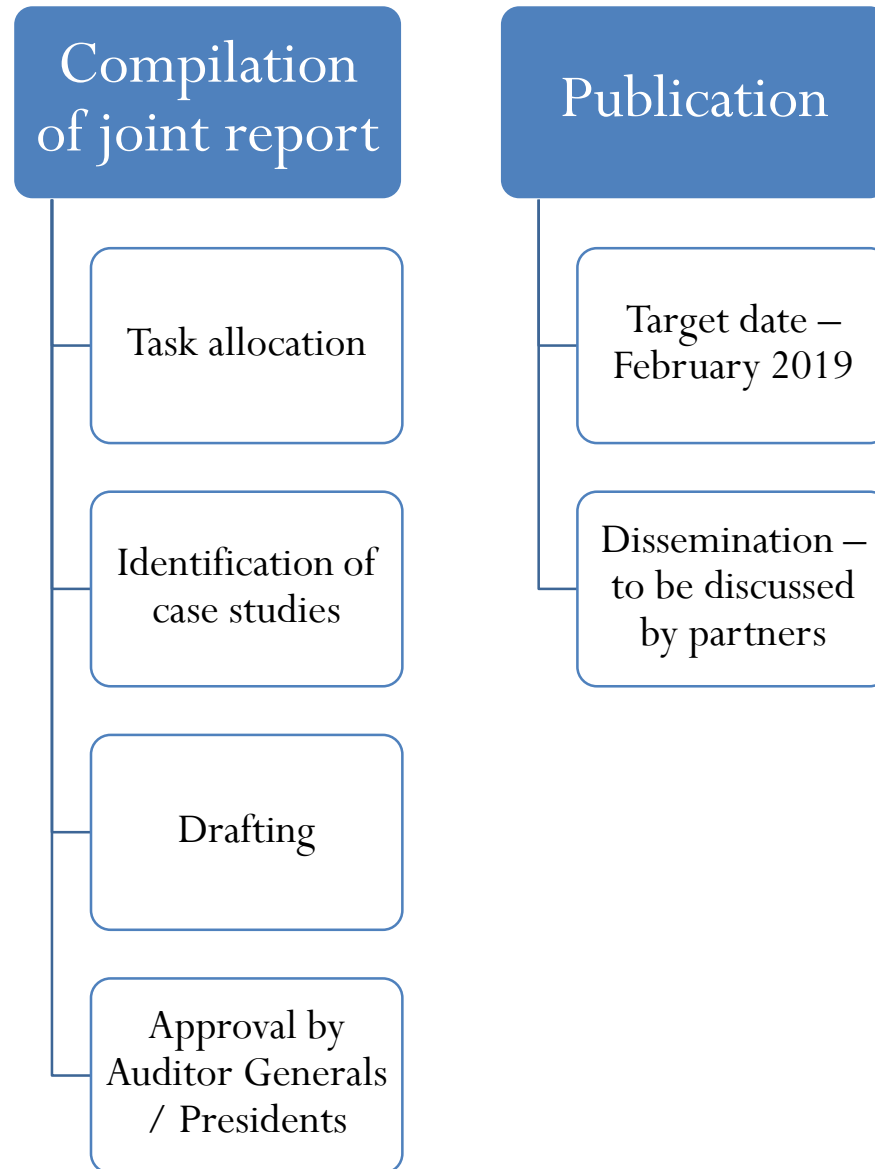 Compilation
of joint report
Task allocation
Identification of
case studies
Drafting
Approval by
Auditor Generals
/ Presidents
Publication
Target date –
February 2019
Dissemination –
to be discussed
by partners